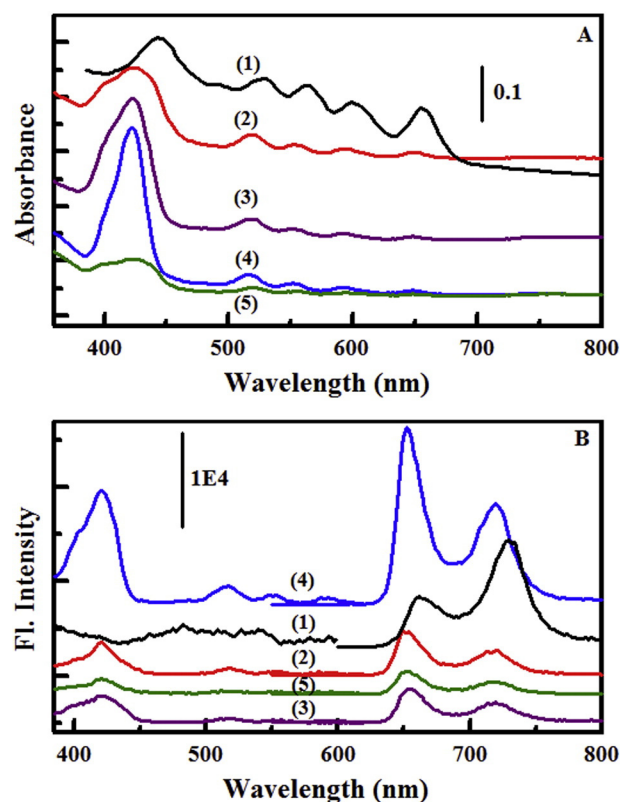 A
(1)
0.1
(2)
(3)
(4)
(5)
Absorbance
400 500 600 700 800
Wavelength (nm)
B
1E4
(4)
(1)
(2)
(5)
(3)
Fl. Intensity
400 500 600 700 800
Wavelength (nm)